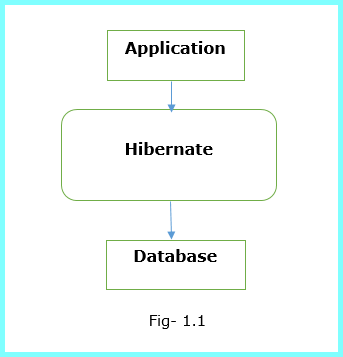 Application
Hibernate
Database
Fig- 1.1